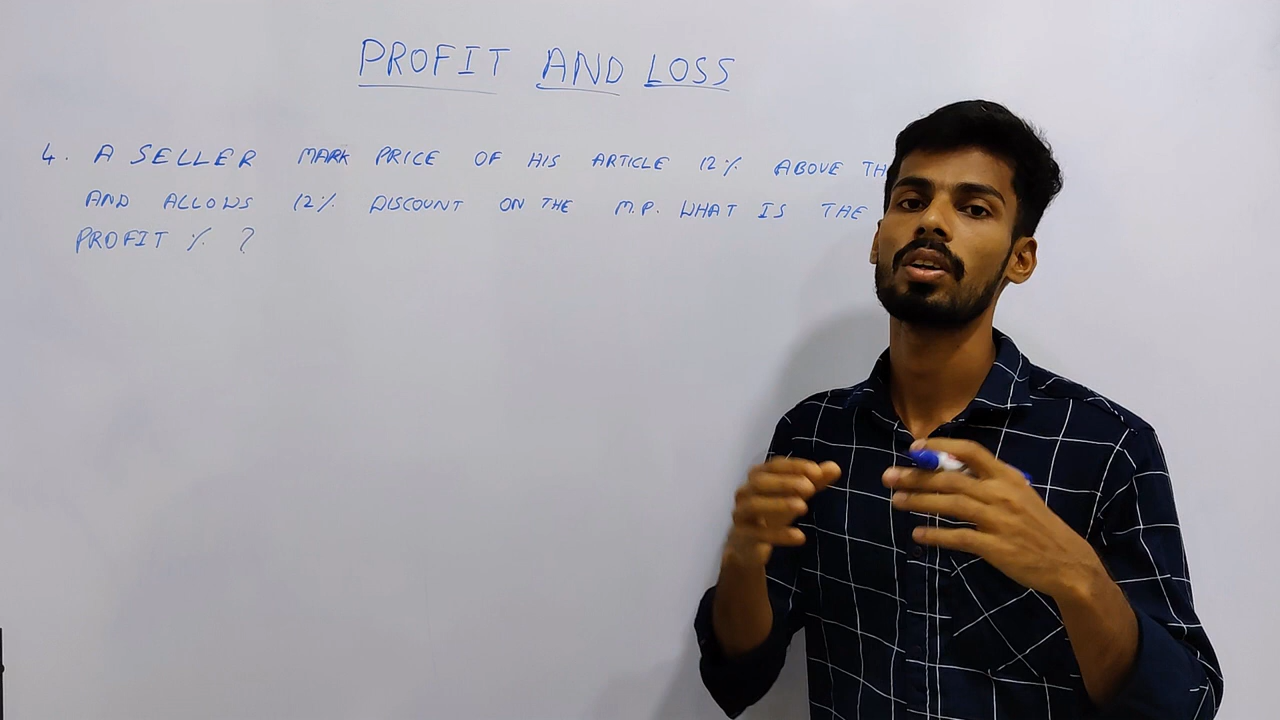 PROFIT AND LOSS
4. A SELLER MARK PRICE OF HIS ARTICLE 12% ABOVE
AND ALLOWS 12% DISCOUNT ON THE M.P. WHAT IS THE
PROFIT % ?